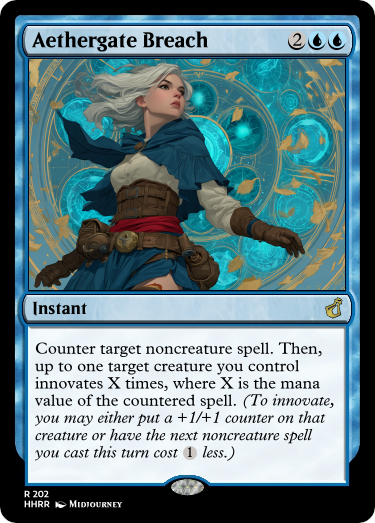 Aethergate Breach 2
Instant
Counter target noncreature spell. Then,
up to one target creature you control
innovates X times, where X is the mana
value of the countered spell. (To innovate,
you may either put a +1/+1 counter on that
creature or have the next noncreature spell
you cast this turn cost 1 less.)
R 202
HHRR MIDJOURNEY